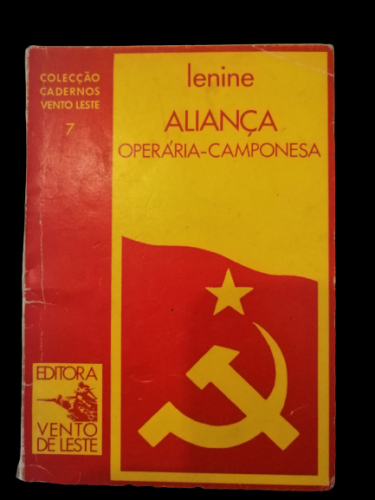 COLECÇÃO
CADERNOS
VENTO LESTE
7
lenine
ALIANÇA
OPERÁRIA-CAMPONESA
EDITORA
VENTO
DE LESTE